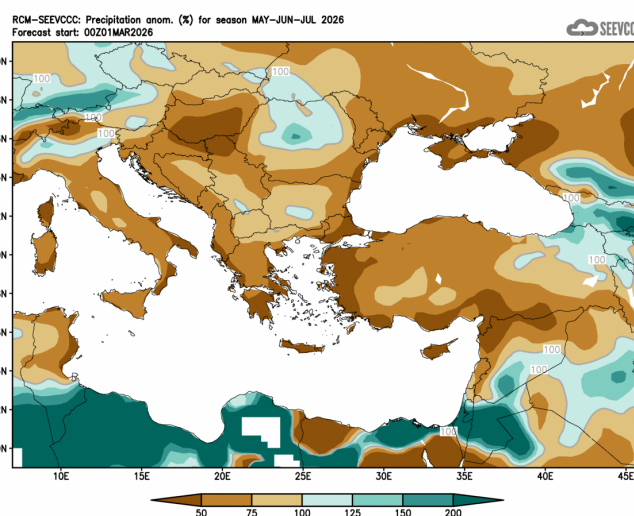 RCM-SEEVCCC: Precipitation anom. (%) for season MAY-JUN-JUL 2026
Forecast start: 00Z01MAR2026
SEEVCC
100
100
100
100
100
100
100
100
100
10E 15E 20E 25E 30E 35E 40E 45E
50 75 100 125 150 200